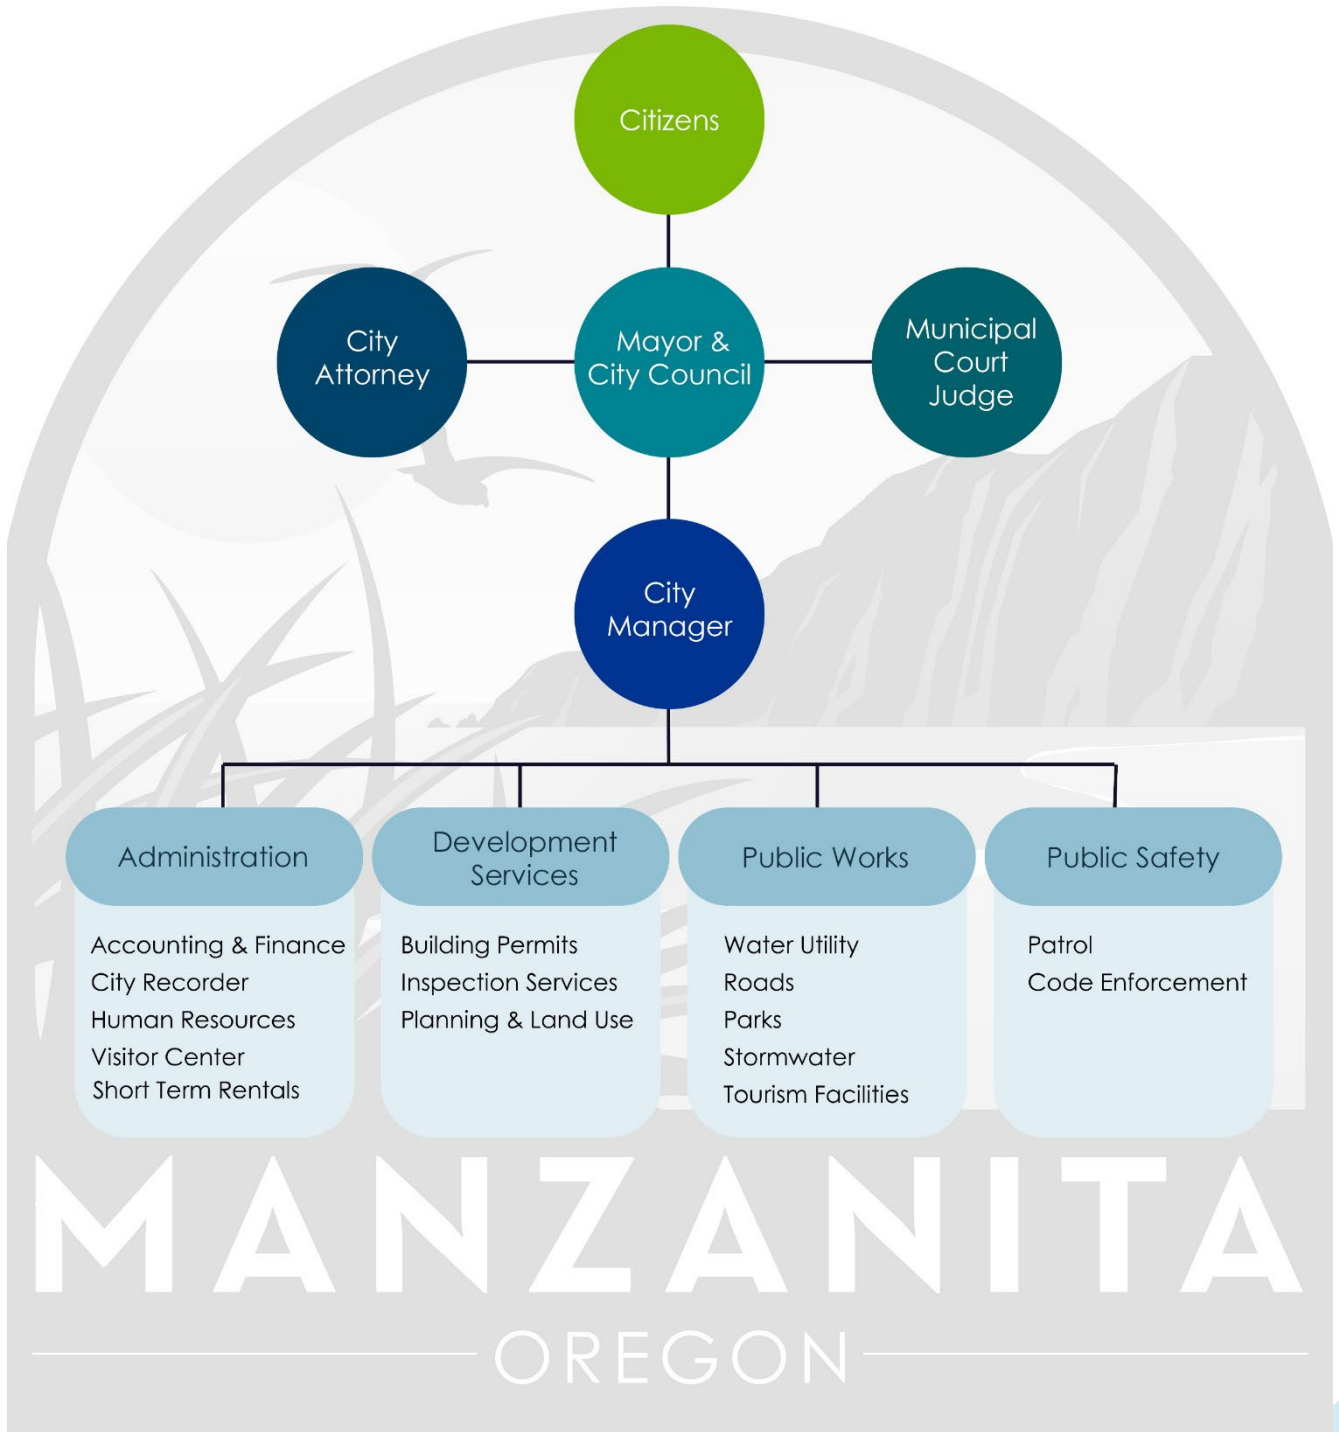 Citizens
City
Attorney
Mayor &
City Council
Municipal
Court
Judge
City
Manager
Administration
Accounting & Finance
City Recorder
Human Resources
Visitor Center
Short Term Rentals
Development
Services
Building Permits
Inspection Services
Planning & Land Use
Public Works
Water Utility
Roads
Parks
Stormwater
Tourism Facilities
Public Safety
Patrol
Code Enforcement
MANZANITA
OREGON